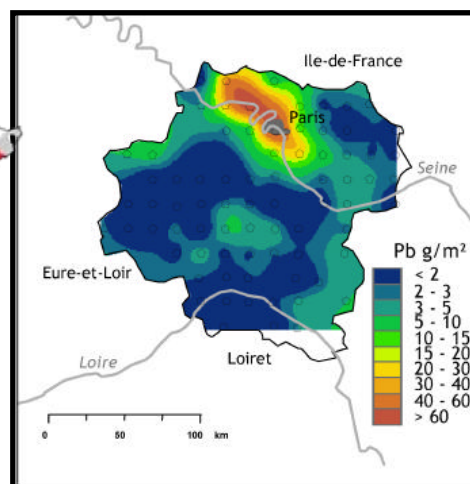 Ile-de-France
Paris
Seine
Pb g/m²
Eure-et-Loir
< 2
2 - 3
3 - 5
5 - 10
10 - 15
15 - 20
20 - 30
30 - 40
40 - 60
> 60
Loiret
Loire
0 50 100 km